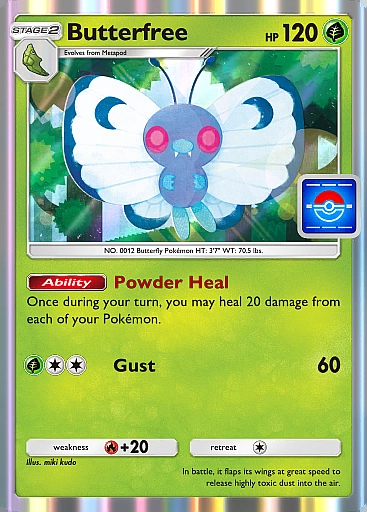 STAGE2 Butterfree HP 120
Evolves from Metapod
NO. 0012 Butterfly Pokémon HT: 3'7" WT: 70.5 lbs.
Ability Powder Heal
Once during your turn, you may heal 20 damage from
each of your Pokémon.
Gust 60
weakness +20 retreat
Illus. miki kudo
In battle, it flaps its wings at great speed to
release highly toxic dust into the air.